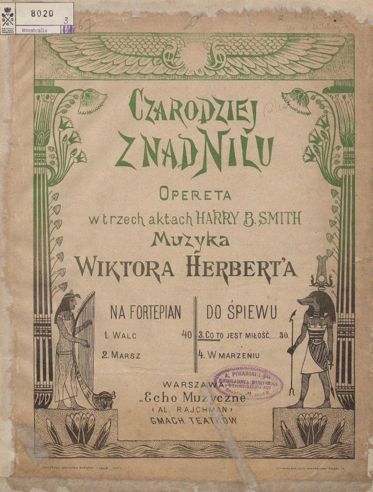 8020
3
CZARODZIEJ
Z NAD NILU
OPERETA
w trzech aktach HARRY B. SMITH
Muzyka
WIKTORA HERBERT'A
NA FORTEPIAN
DO ŚPIEWU
1. WALC 40
3. CO TO JEST MIŁOŚĆ. 30.
2. MARSZ
4. W MARZENIU
WARSZAWA
„Echo Muzyczne"
(AL. RAJCHMAN)
GMACH TEATRÓW